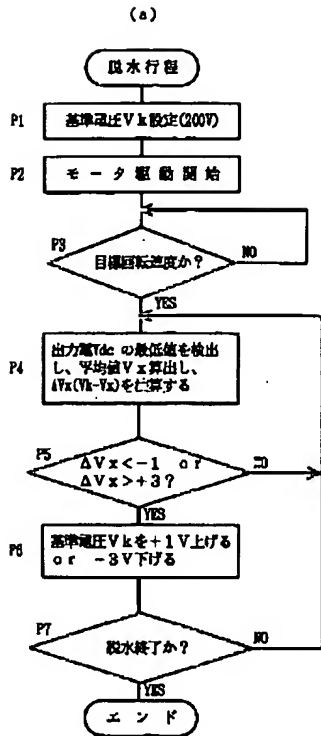 (a)
脱水行程
P1
基準電圧Vk設定(200V)
P2
モータ駆動開始
P3
目標回転速度か?
NO
YES
P4
出力電Vdc の最低値を検出
し、平均値Vx算出し、
ΔVx(Vk-Vx)を計算する
P5
ΔVx<-1 or
ΔVx>+3?
NO
YES
P6
基準電圧Vkを+1V上げる
or -3V下げる
P7
脱水終了か?
NO
YES
エンド